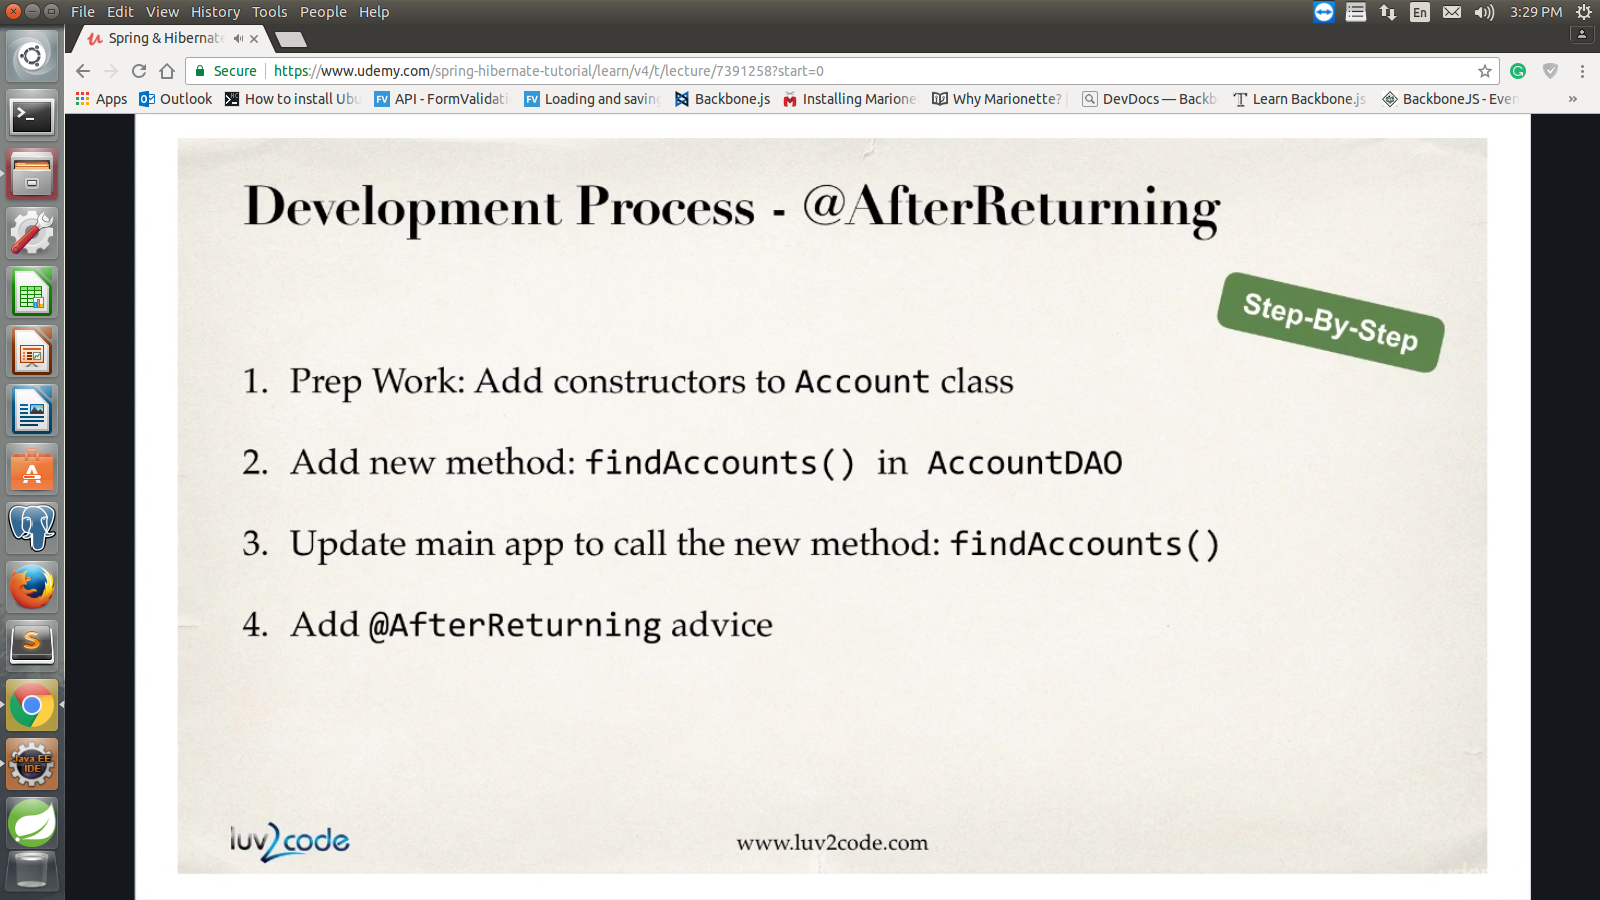 File Edit View History Tools People Help
En
3:29 PM
Spring & Hibernate
Secure https://www.udemy.com/spring-hibernate-tutorial/learn/v4/t/lecture/7391258?start=0
Apps Outlook How to install Ubu API - FormValidati Loading and saving Backbone.js Installing Marione Why Marionette? DevDocs — Backb Learn Backbone.js BackboneJS - Even »
Development Process - @AfterReturning
Step-By-Step
1. Prep Work: Add constructors to Account class
2. Add new method: findAccounts() in AccountDAO
3. Update main app to call the new method: findAccounts()
4. Add @AfterReturning advice
Java EE
IDE
luv2code
www.luv2code.com